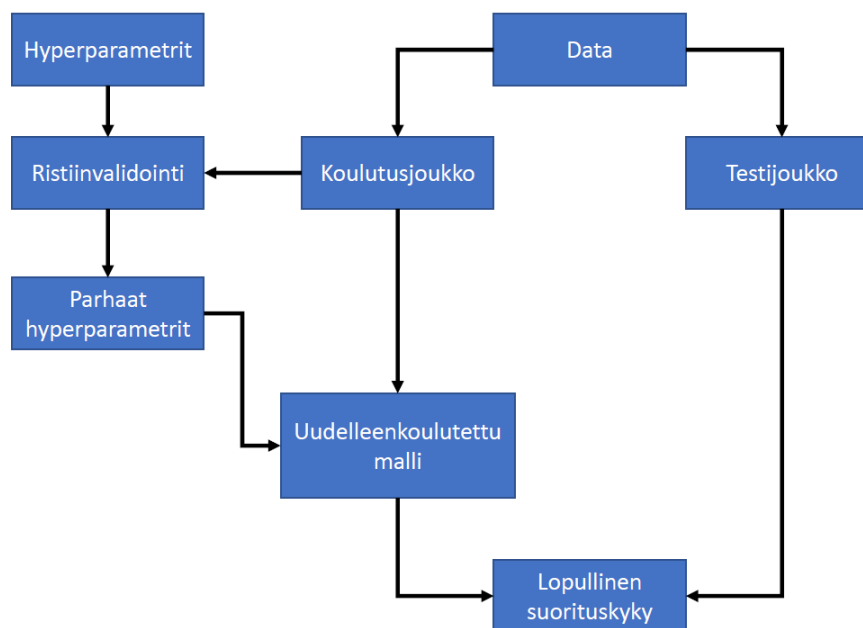 Hyperparametrit
Data
Ristiinvalidointi
Koulutusjoukko
Testijoukko
Parhaat
hyperparametrit
Uudelleenkoulutettu
malli
Lopullinen
suorituskyky